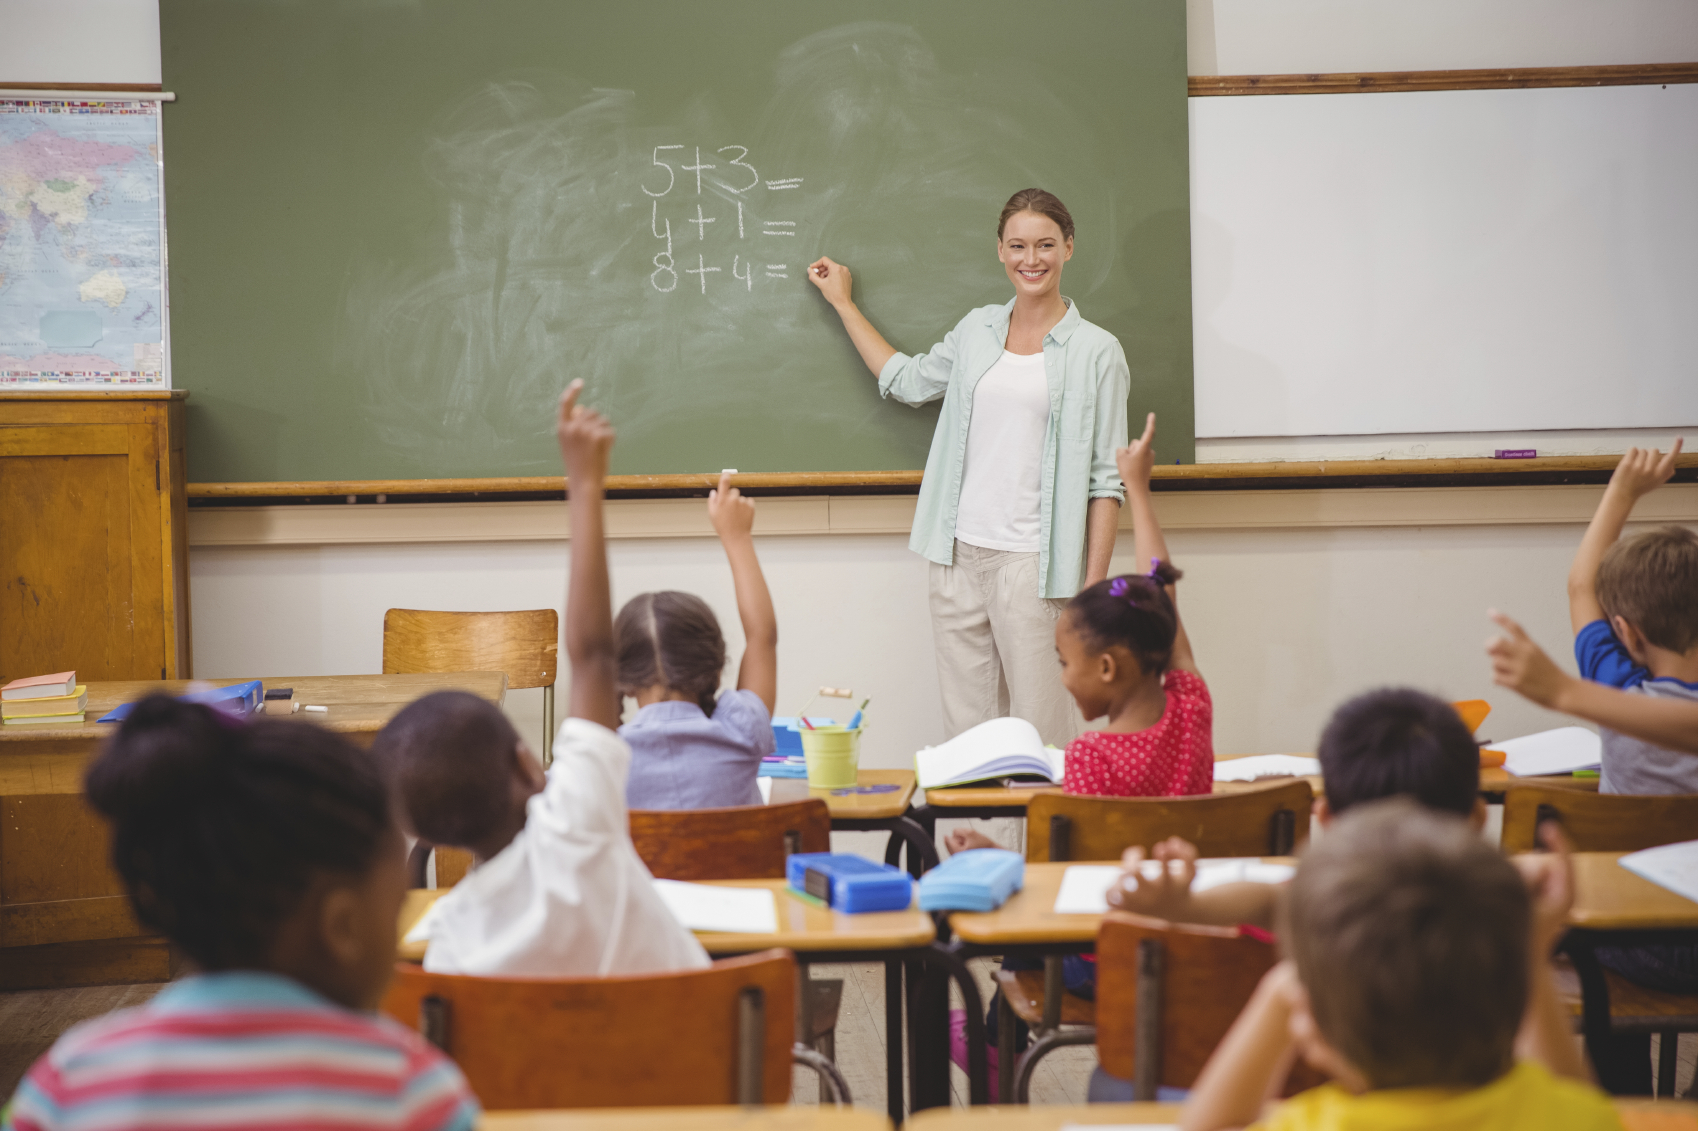 5+3=
4+1=
8+4=